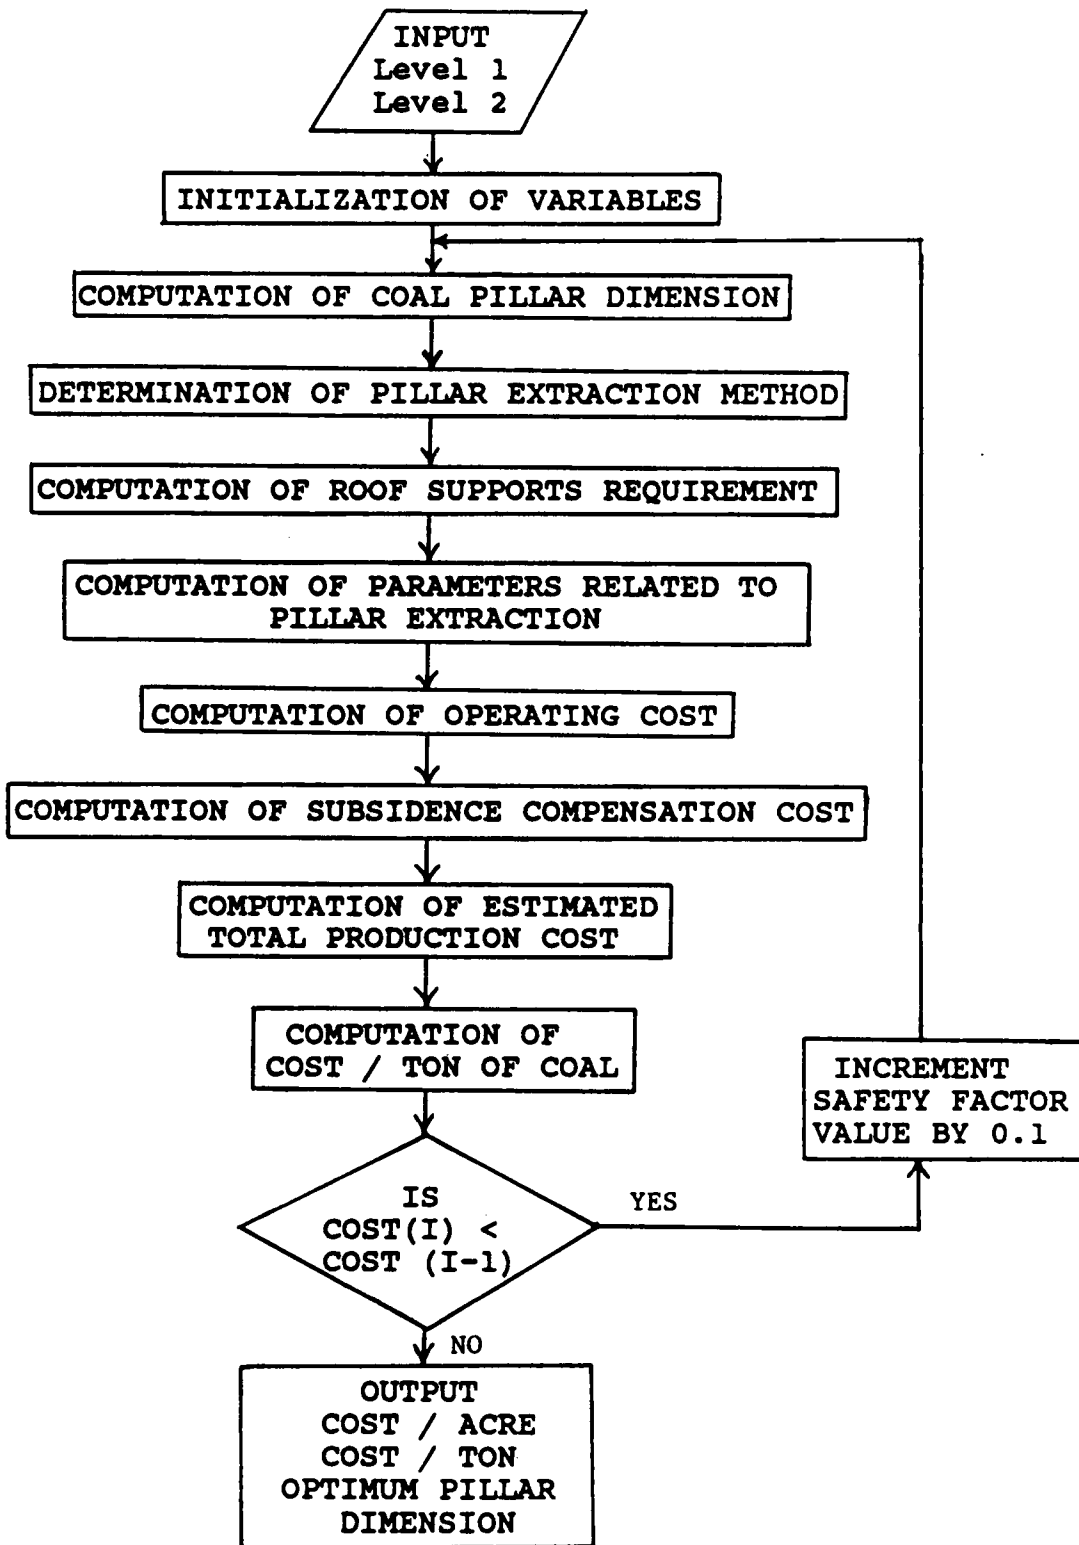 INPUT
Level 1
Level 2
INITIALIZATION OF VARIABLES
COMPUTATION OF COAL PILLAR DIMENSION
DETERMINATION OF PILLAR EXTRACTION METHOD
COMPUTATION OF ROOF SUPPORTS REQUIREMENT
COMPUTATION OF PARAMETERS RELATED TO
PILLAR EXTRACTION
COMPUTATION OF OPERATING COST
COMPUTATION OF SUBSIDENCE COMPENSATION COST
COMPUTATION OF ESTIMATED
TOTAL PRODUCTION COST
COMPUTATION OF
COST / TON OF COAL
INCREMENT
SAFETY FACTOR
VALUE BY 0.1
IS
COST(I) <
COST (I-1)
YES
NO
OUTPUT
COST / ACRE
COST / TON
OPTIMUM PILLAR
DIMENSION